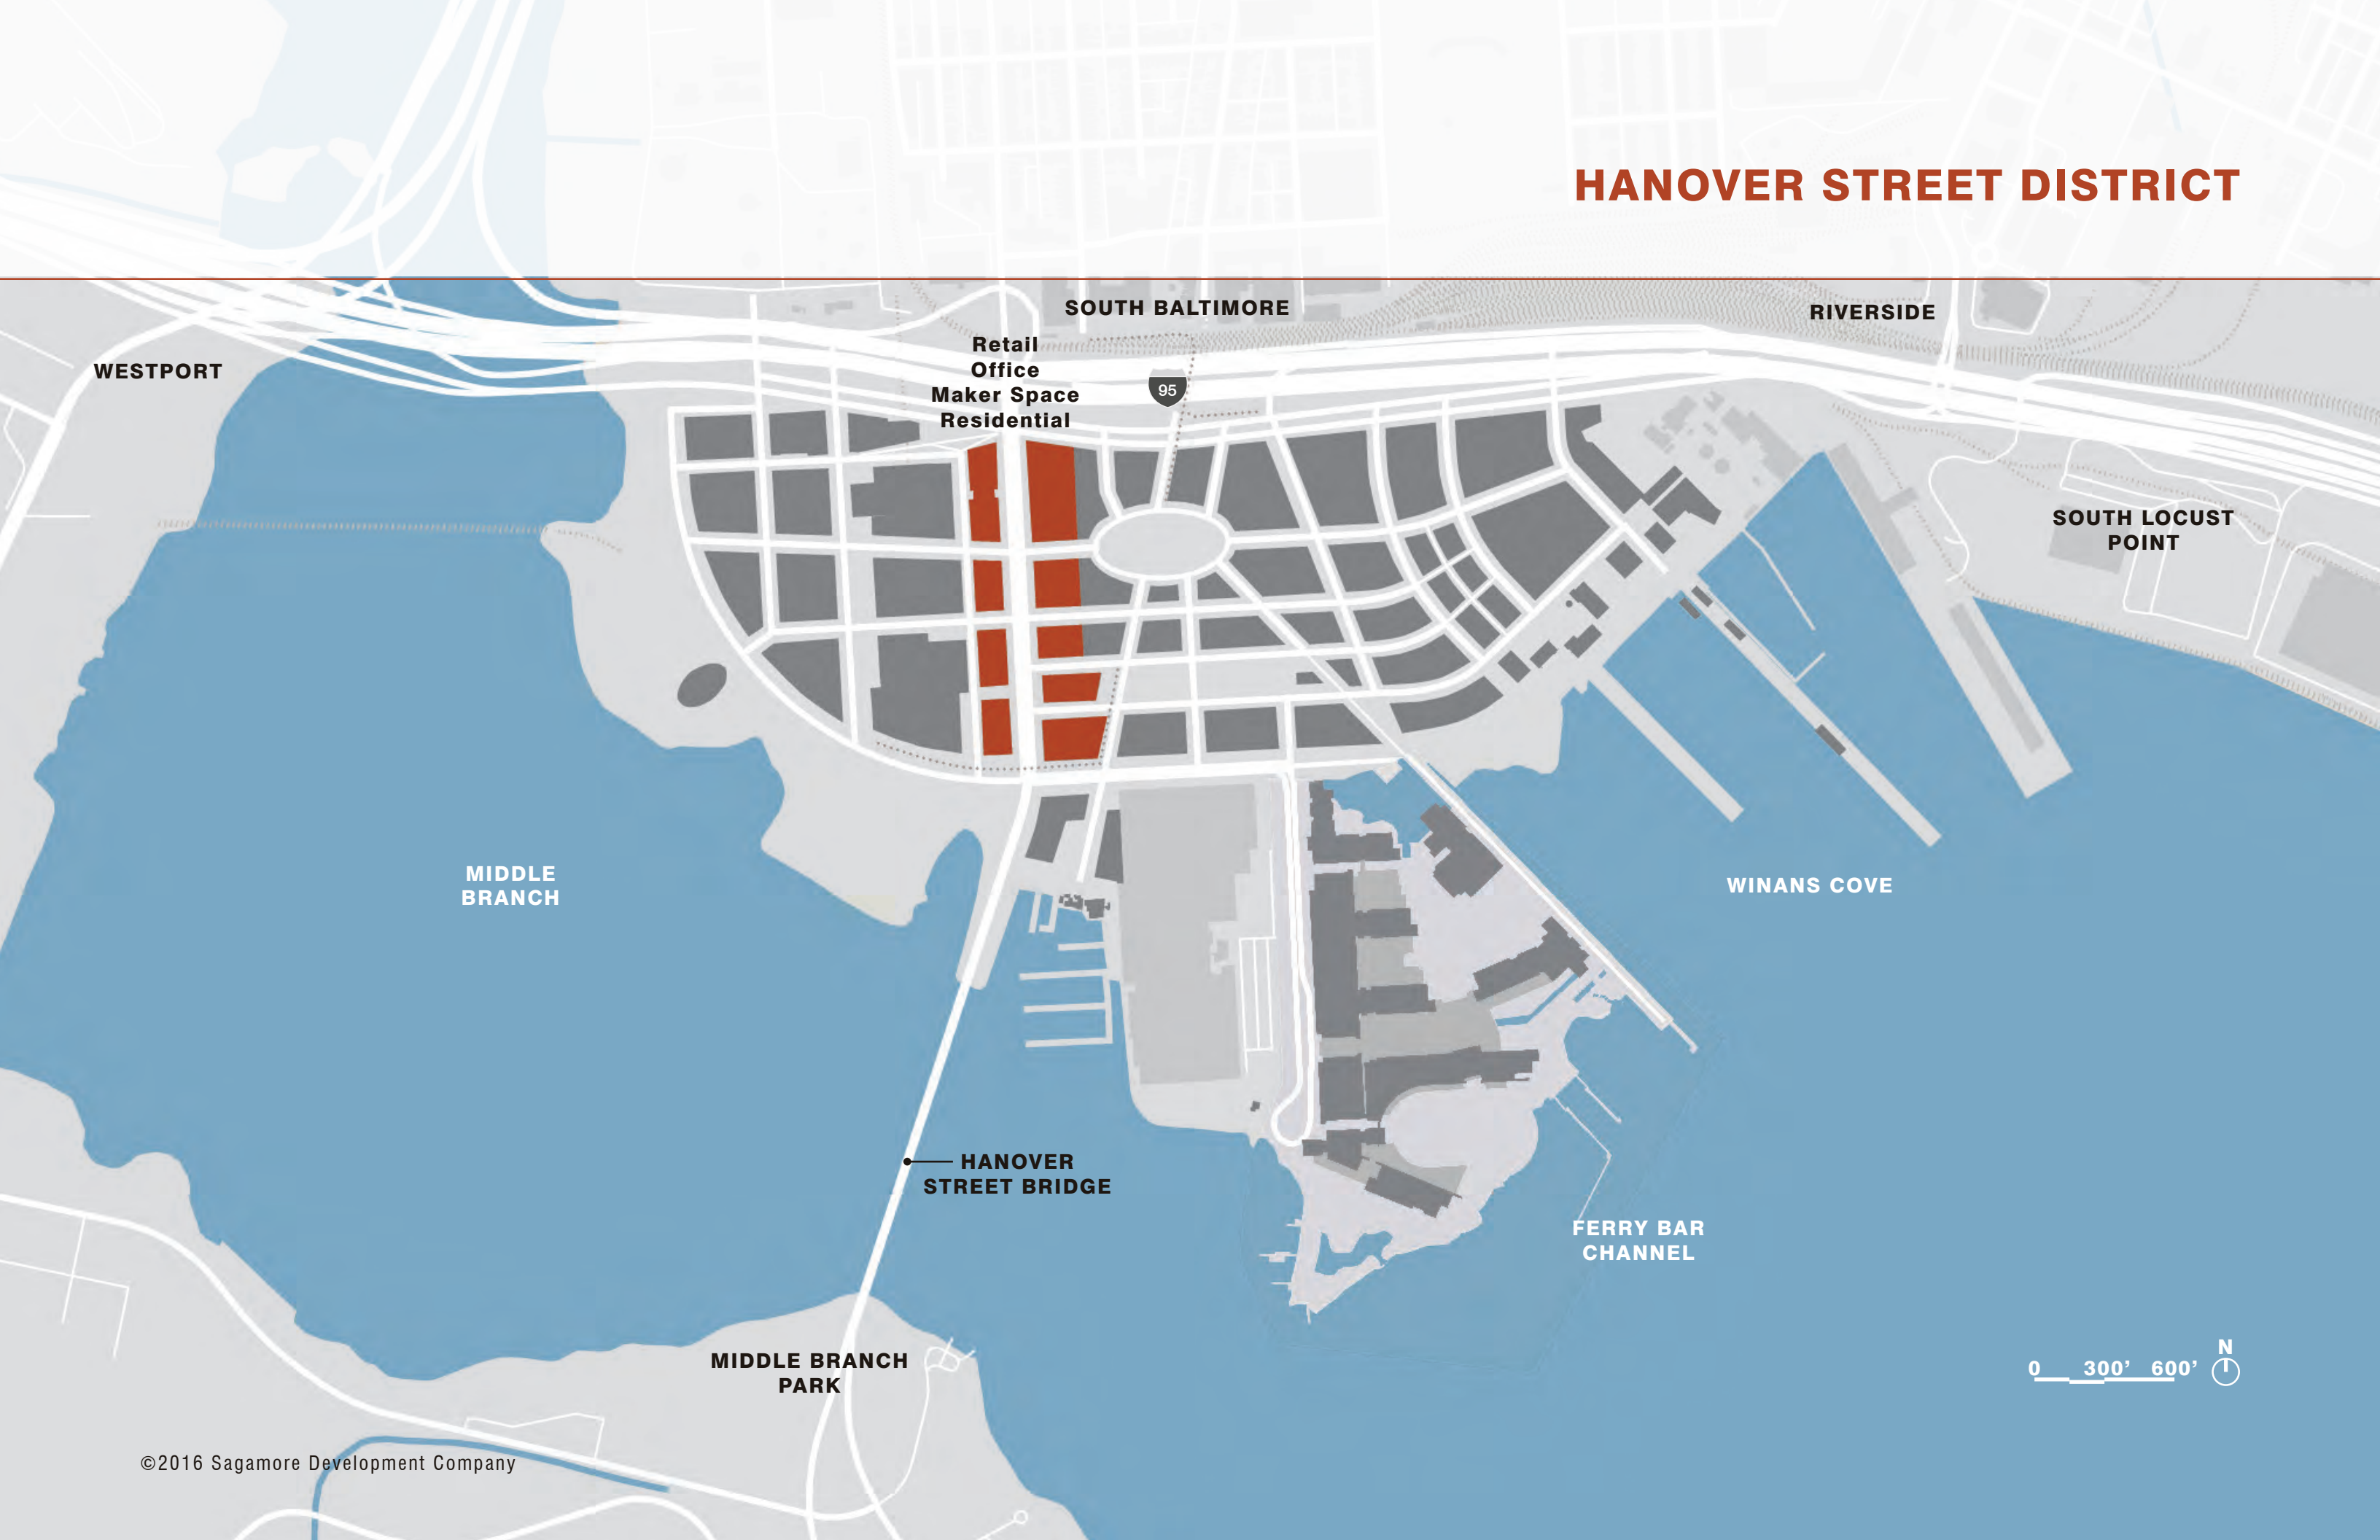 HANOVER STREET DISTRICT
SOUTH BALTIMORE
RIVERSIDE
Retail
Office
Maker Space
Residential
WESTPORT
95
SOUTH LOCUST
POINT
MIDDLE
BRANCH
WINANS COVE
HANOVER
STREET BRIDGE
FERRY BAR
CHANNEL
MIDDLE BRANCH
PARK
N
0 300’ 600’
©2016 Sagamore Development Company